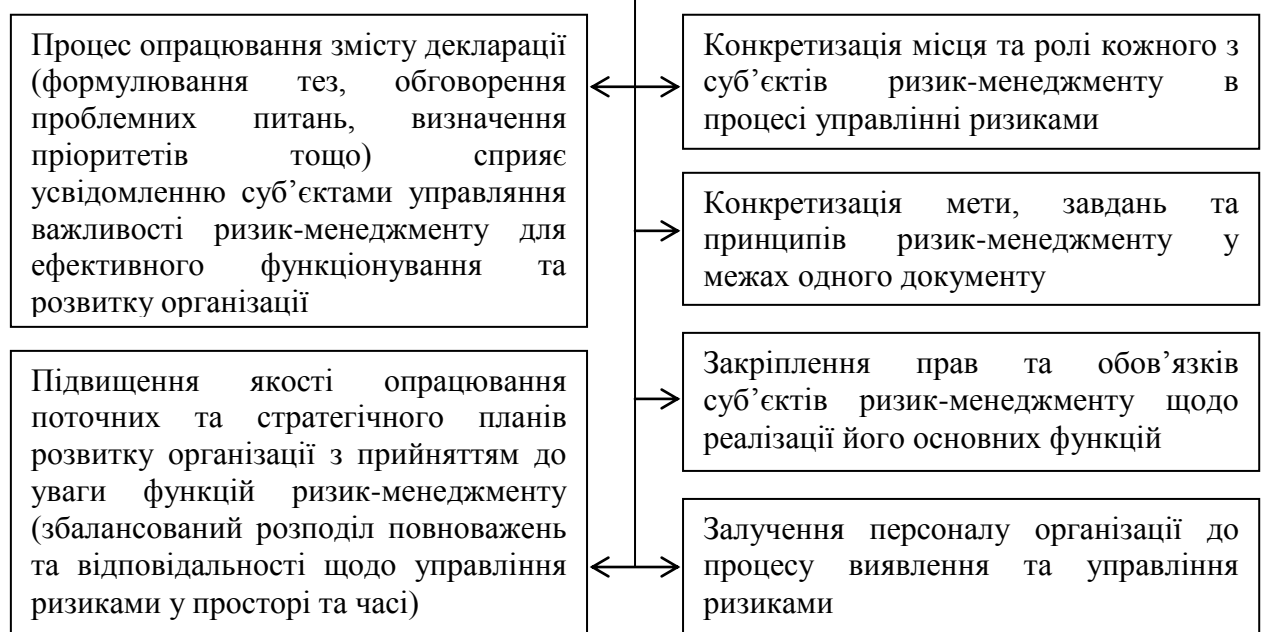 Процес опрацювання змісту декларації
(формулювання тез, обговорення
проблемних питань, визначення
пріоритетів тощо) сприяє
усвідомленню суб’єктами управляння
важливості ризик-менеджменту для
ефективного функціонування та
розвитку організації
Підвищення якості опрацювання
поточних та стратегічного планів
розвитку організації з прийняттям до
уваги функцій ризик-менеджменту
(збалансований розподіл повноважень
та відповідальності щодо управління
ризиками у просторі та часі)
Конкретизація місця та ролі кожного з
суб’єктів ризик-менеджменту в
процесі управлінні ризиками
Конкретизація мети, завдань та
принципів ризик-менеджменту у
межах одного документу
Закріплення прав та обов’язків
суб’єктів ризик-менеджменту щодо
реалізації його основних функцій
Залучення персоналу організації до
процесу виявлення та управління
ризиками